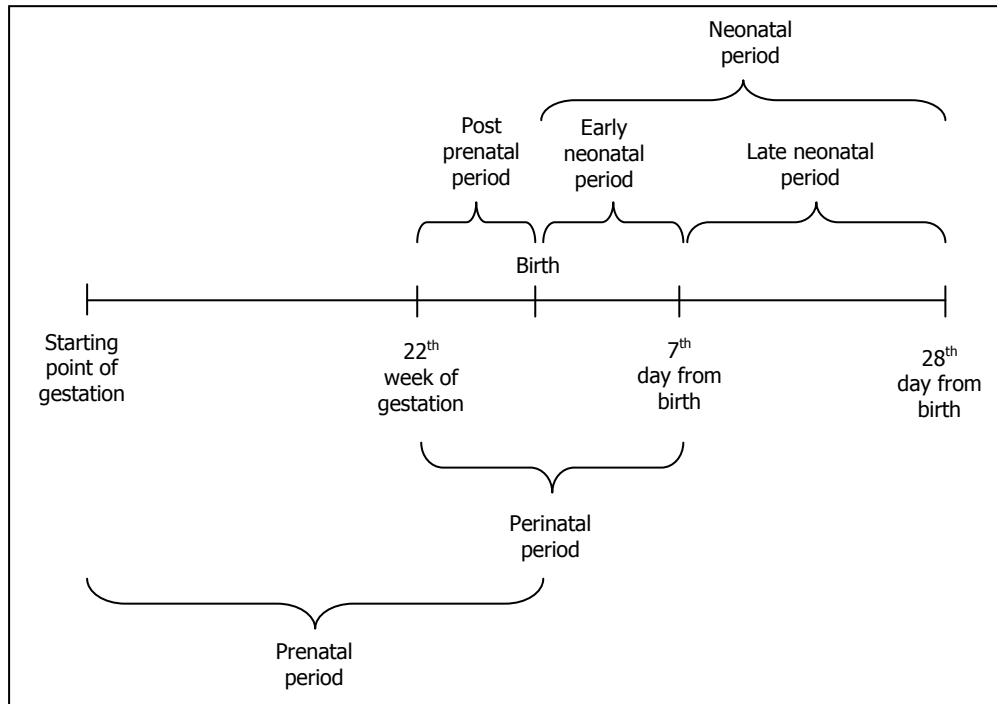 Neonatal
period
Post
prenatal
period
Early
neonatal
period
Late neonatal
period
Birth
Starting
point of
gestation
22th
week of
gestation
7th
day from
birth
28th
day from
birth
Perinatal
period
Prenatal
period